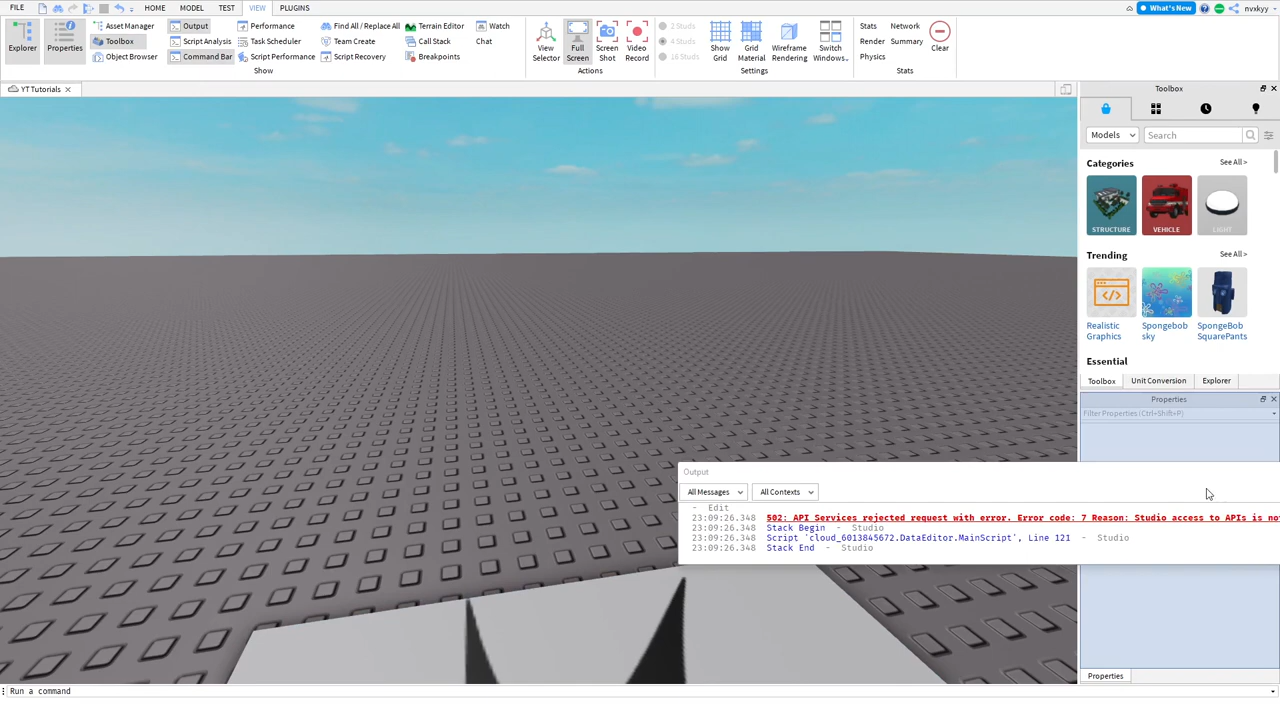 FILE HOME MODEL TEST VIEW PLUGINS What's New nvxkyy
Explorer Properties Asset Manager Output Performance Find All / Replace All Terrain Editor Watch
Toolbox Script Analysis Task Scheduler Team Create Call Stack Chat
Object Browser Command Bar Script Performance Script Recovery Breakpoints
Show
View Selector Full Screen Screen Shot Video Record
Actions
2 Studs
4 Studs
16 Studs
Show Grid Grid Material Wireframe Rendering Switch Windows...
Settings
Stats Network
Render Summary
Physics
Clear
Stats
YT Tutorials
Toolbox
Models Search
Categories See All >
STRUCTURE VEHICLE LIGHT
Trending See All >
Realistic Graphics
Spongebob sky
SpongeBob SquarePants
Essential
Toolbox Unit Conversion Explorer
Properties
Filter Properties (Ctrl+Shift+P)
Output
All Messages All Contexts
- Edit
23:09:26.348 502: API Services rejected request with error. Error code: 7 Reason: Studio access to APIs is no
23:09:26.348 Stack Begin - Studio
23:09:26.348 Script 'cloud_6013845672.DataEditor.MainScript', Line 121 - Studio
23:09:26.348 Stack End - Studio
Properties
Run a command